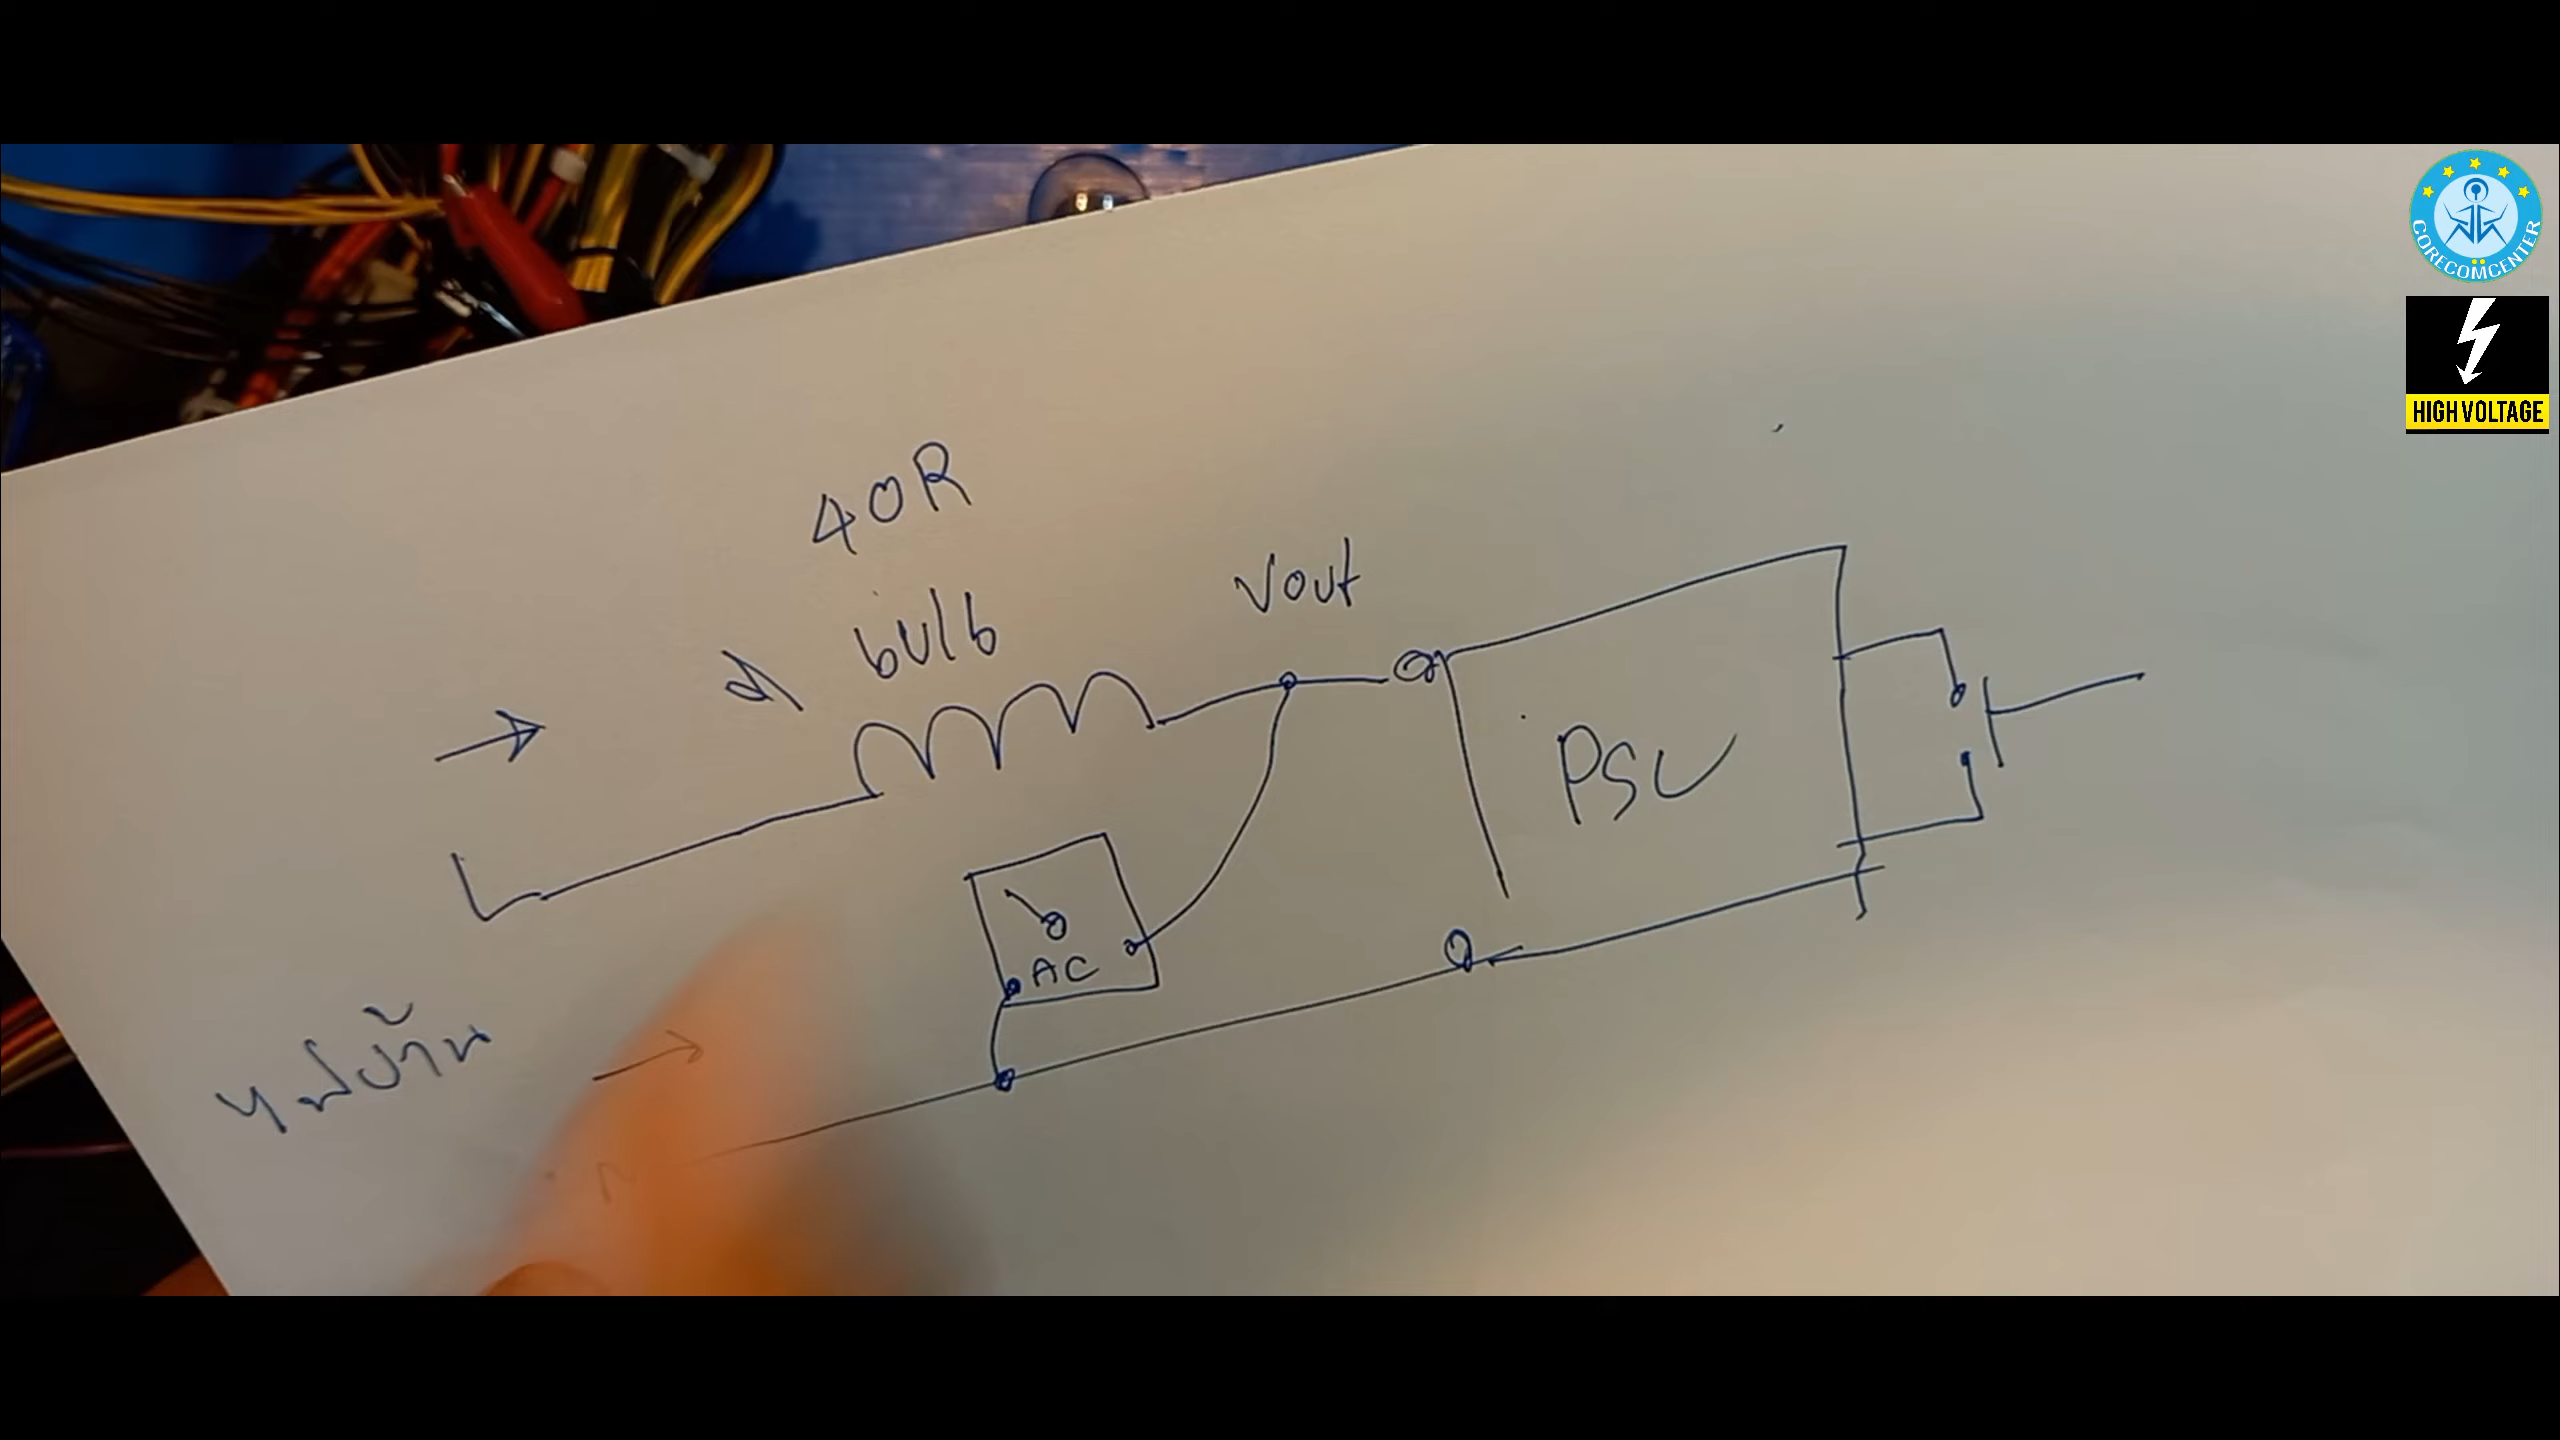 CORECOMCENTER
HIGH VOLTAGE
40R
bulb
Vout
PSU
AC
L
N
ไฟบ้าน